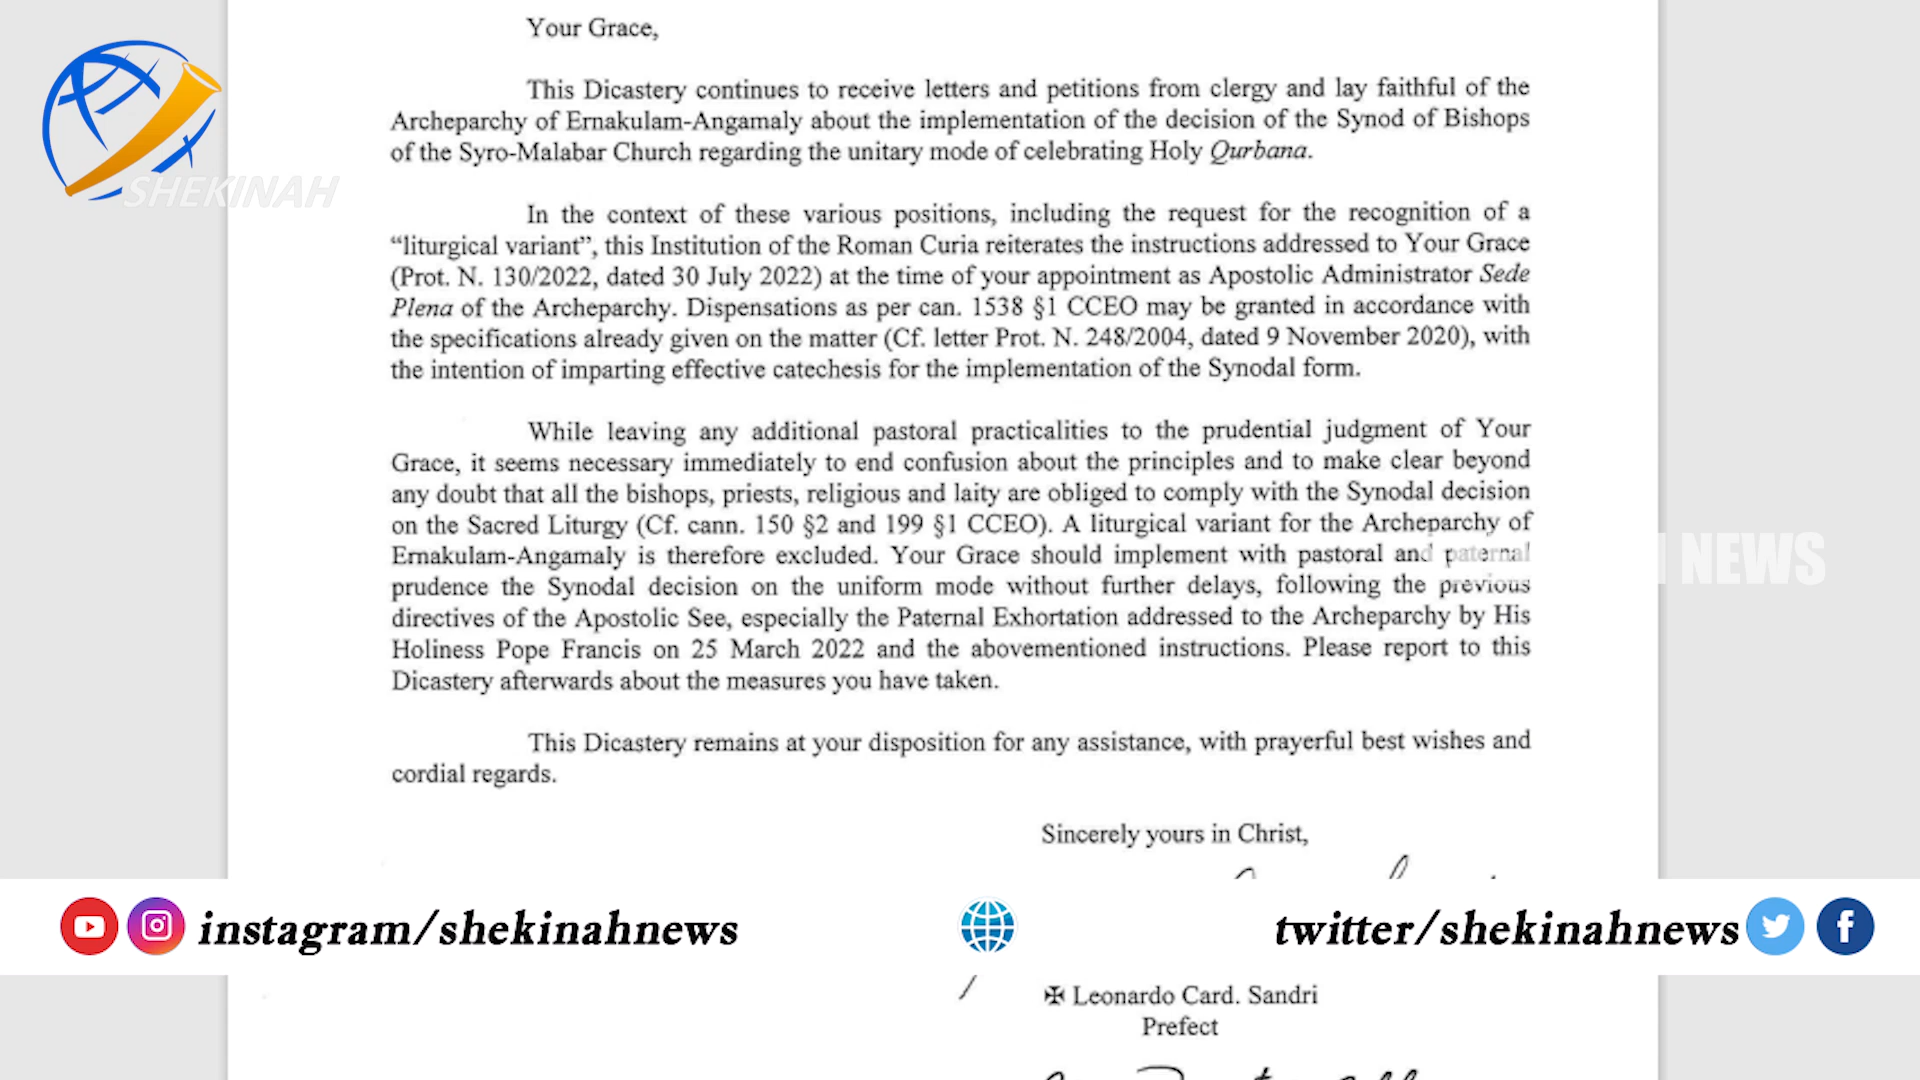 Your Grace,
This Dicastery continues to receive letters and petitions from clergy and lay faithful of the
Archeparchy of Ernakulam-Angamaly about the implementation of the decision of the Synod of Bishops
of the Syro-Malabar Church regarding the unitary mode of celebrating Holy Qurbana.
In the context of these various positions, including the request for the recognition of a
“liturgical variant”, this Institution of the Roman Curia reiterates the instructions addressed to Your Grace
(Prot. N. 130/2022, dated 30 July 2022) at the time of your appointment as Apostolic Administrator Sede
Plena of the Archeparchy. Dispensations as per can. 1538 §1 CCEO may be granted in accordance with
the specifications already given on the matter (Cf. letter Prot. N. 248/2004, dated 9 November 2020), with
the intention of imparting effective catechesis for the implementation of the Synodal form.
While leaving any additional pastoral practicalities to the prudential judgment of Your
Grace, it seems necessary immediately to end confusion about the principles and to make clear beyond
any doubt that all the bishops, priests, religious and laity are obliged to comply with the Synodal decision
on the Sacred Liturgy (Cf. cann. 150 §2 and 199 §1 CCEO). A liturgical variant for the Archeparchy of
Ernakulam-Angamaly is therefore excluded. Your Grace should implement with pastoral and paternal
prudence the Synodal decision on the uniform mode without further delays, following the previous
directives of the Apostolic See, especially the Paternal Exhortation addressed to the Archeparchy by His
Holiness Pope Francis on 25 March 2022 and the abovementioned instructions. Please report to this
Dicastery afterwards about the measures you have taken.
This Dicastery remains at your disposition for any assistance, with prayerful best wishes and
cordial regards.
Sincerely yours in Christ,
✠ Leonardo Card. Sandri
Prefect
SHEKINAH
NEWS
instagram/shekinahnews
twitter/shekinahnews